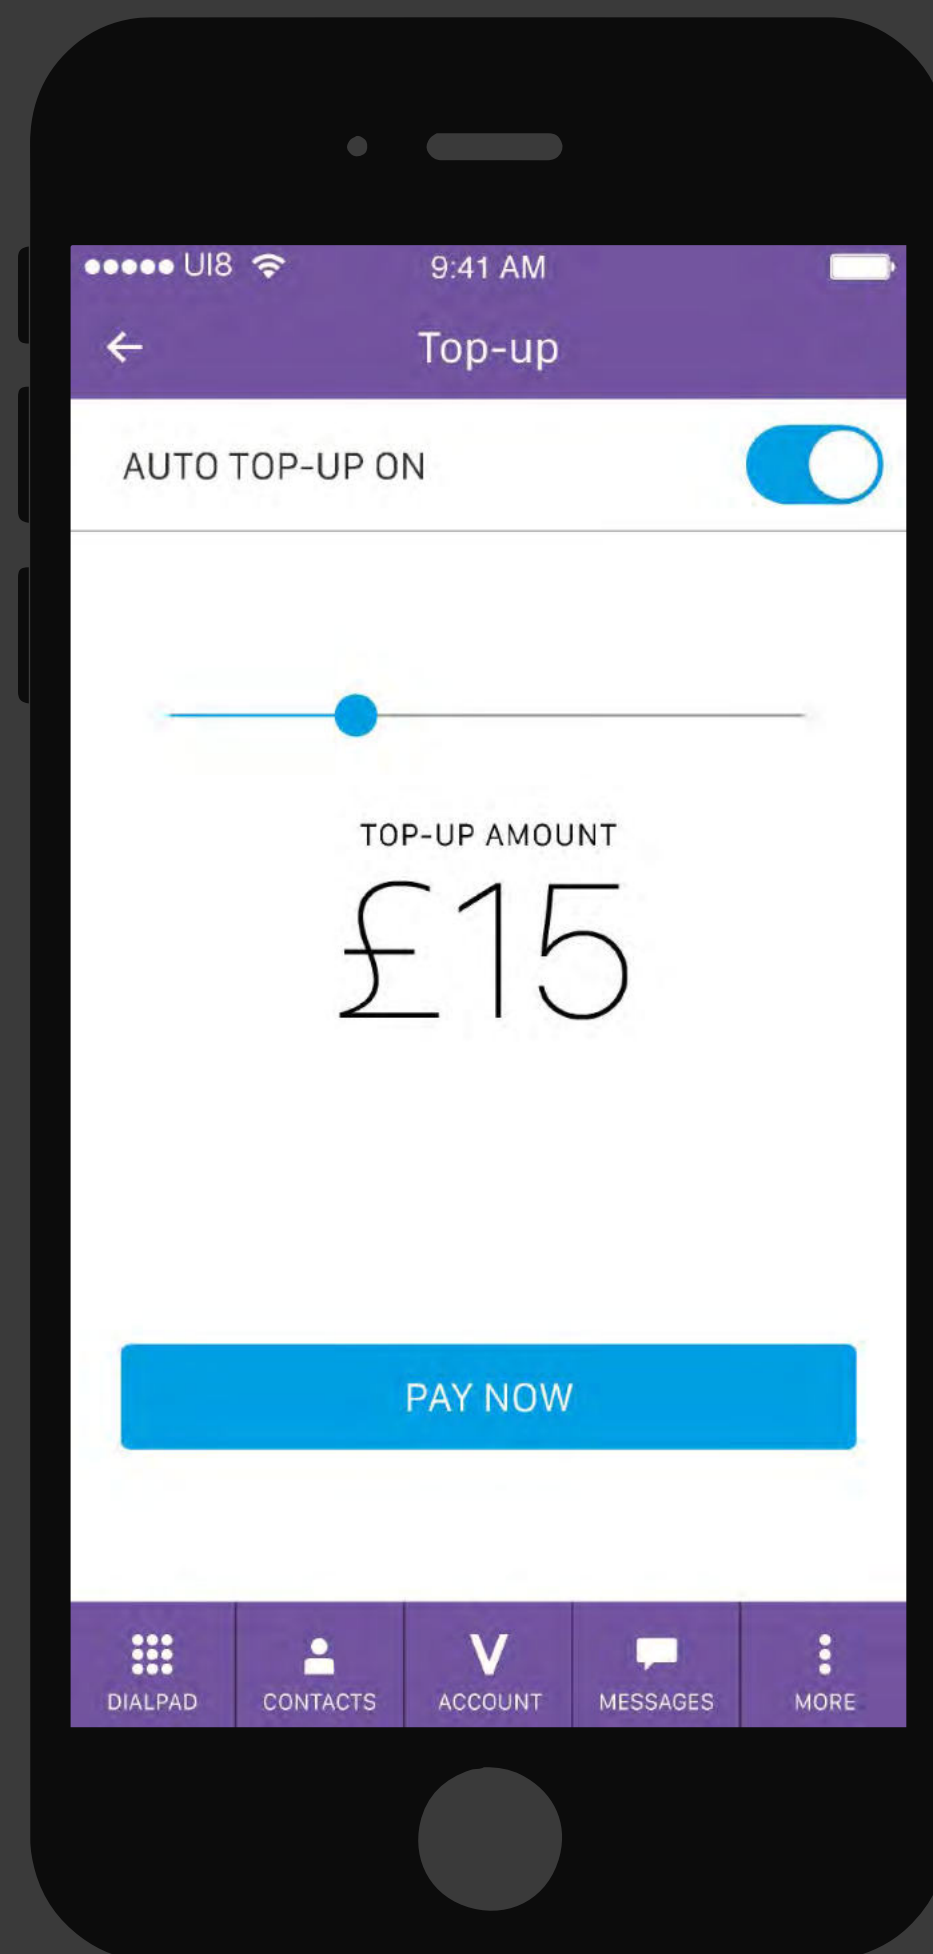 UI8 9:41 AM
Top-up
AUTO TOP-UP ON
TOP-UP AMOUNT
£15
PAY NOW
DIALPAD CONTACTS V ACCOUNT MESSAGES MORE